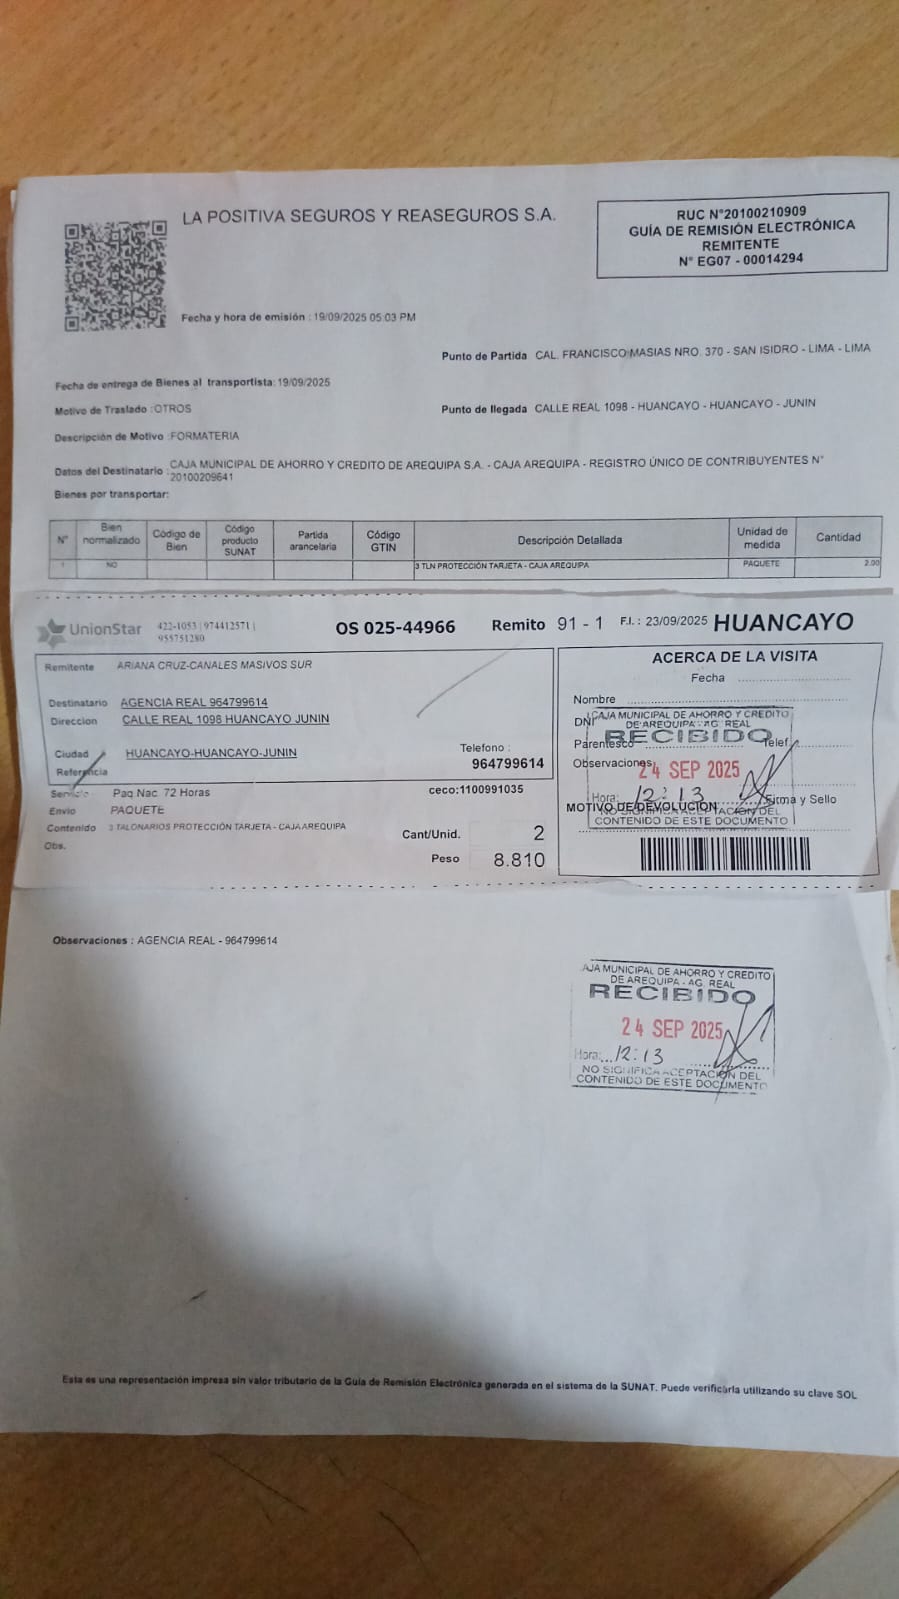 LA POSITIVA SEGUROS Y REASEGUROS S.A.
RUC N°20100210909
GUÍA DE REMISIÓN ELECTRÓNICA
REMITENTE
N° EG07 - 00014294
Fecha y hora de emisión : 19/09/2025 05:03 PM
Punto de Partida CAL. FRANCISCO MASIAS NRO. 370 - SAN ISIDRO - LIMA - LIMA
Fecha de entrega de Bienes al transportista: 19/09/2025
Motivo de Traslado :OTROS
Punto de llegada CALLE REAL 1098 - HUANCAYO - HUANCAYO - JUNIN
Descripción de Motivo :FORMATERIA
Datos del Destinatario : CAJA MUNICIPAL DE AHORRO Y CREDITO DE AREQUIPA S.A. - CAJA AREQUIPA - REGISTRO ÚNICO DE CONTRIBUYENTES N°
20100209641
Bienes por transportar:
N° Bien normalizado Código de Bien Código producto SUNAT Partida arancelaria Código GTIN Descripción Detallada Unidad de medida Cantidad
1 NO 3 TLN PROTECCIÓN TARJETA - CAJA AREQUIPA PAQUETE 2.00
UnionStar 422-1053 | 974412571 |
955751280
OS 025-44966 Remito 91 - 1 F.I. : 23/09/2025 HUANCAYO
Remitente ARIANA CRUZ-CANALES MASIVOS SUR
Destinatario AGENCIA REAL 964799614
Direccion CALLE REAL 1098 HUANCAYO JUNIN
Ciudad HUANCAYO-HUANCAYO-JUNIN
Referencia
Telefono :
964799614
Servicio Paq Nac 72 Horas
ceco:1100991035
Envio PAQUETE
Contenido 3 TALONARIOS PROTECCIÓN TARJETA - CAJA AREQUIPA
Obs.
Cant/Unid. 2
Peso 8.810
ACERCA DE LA VISITA
Fecha
Nombre
DNI
Parentesco Telef.
Observaciones
Firma y Sello
MOTIVO DE DEVOLUCION
CAJA MUNICIPAL DE AHORRO Y CREDITO
DE AREQUIPA - AG. REAL
RECIBIDO
24 SEP 2025
Hora: 12:13
NO SIGNIFICA ACEPTACIÓN DEL
CONTENIDO DE ESTE DOCUMENTO
Observaciones : AGENCIA REAL - 964799614
AJA MUNICIPAL DE AHORRO Y CREDITO
DE AREQUIPA - AG. REAL
RECIBIDO
24 SEP 2025
Hora:...12:13
NO SIGNIFICA ACEPTACIÓN DEL
CONTENIDO DE ESTE DOCUMENTO
Esta es una representación impresa sin valor tributario de la Guía de Remisión Electrónica generada en el sistema de la SUNAT. Puede verificarla utilizando su clave SOL